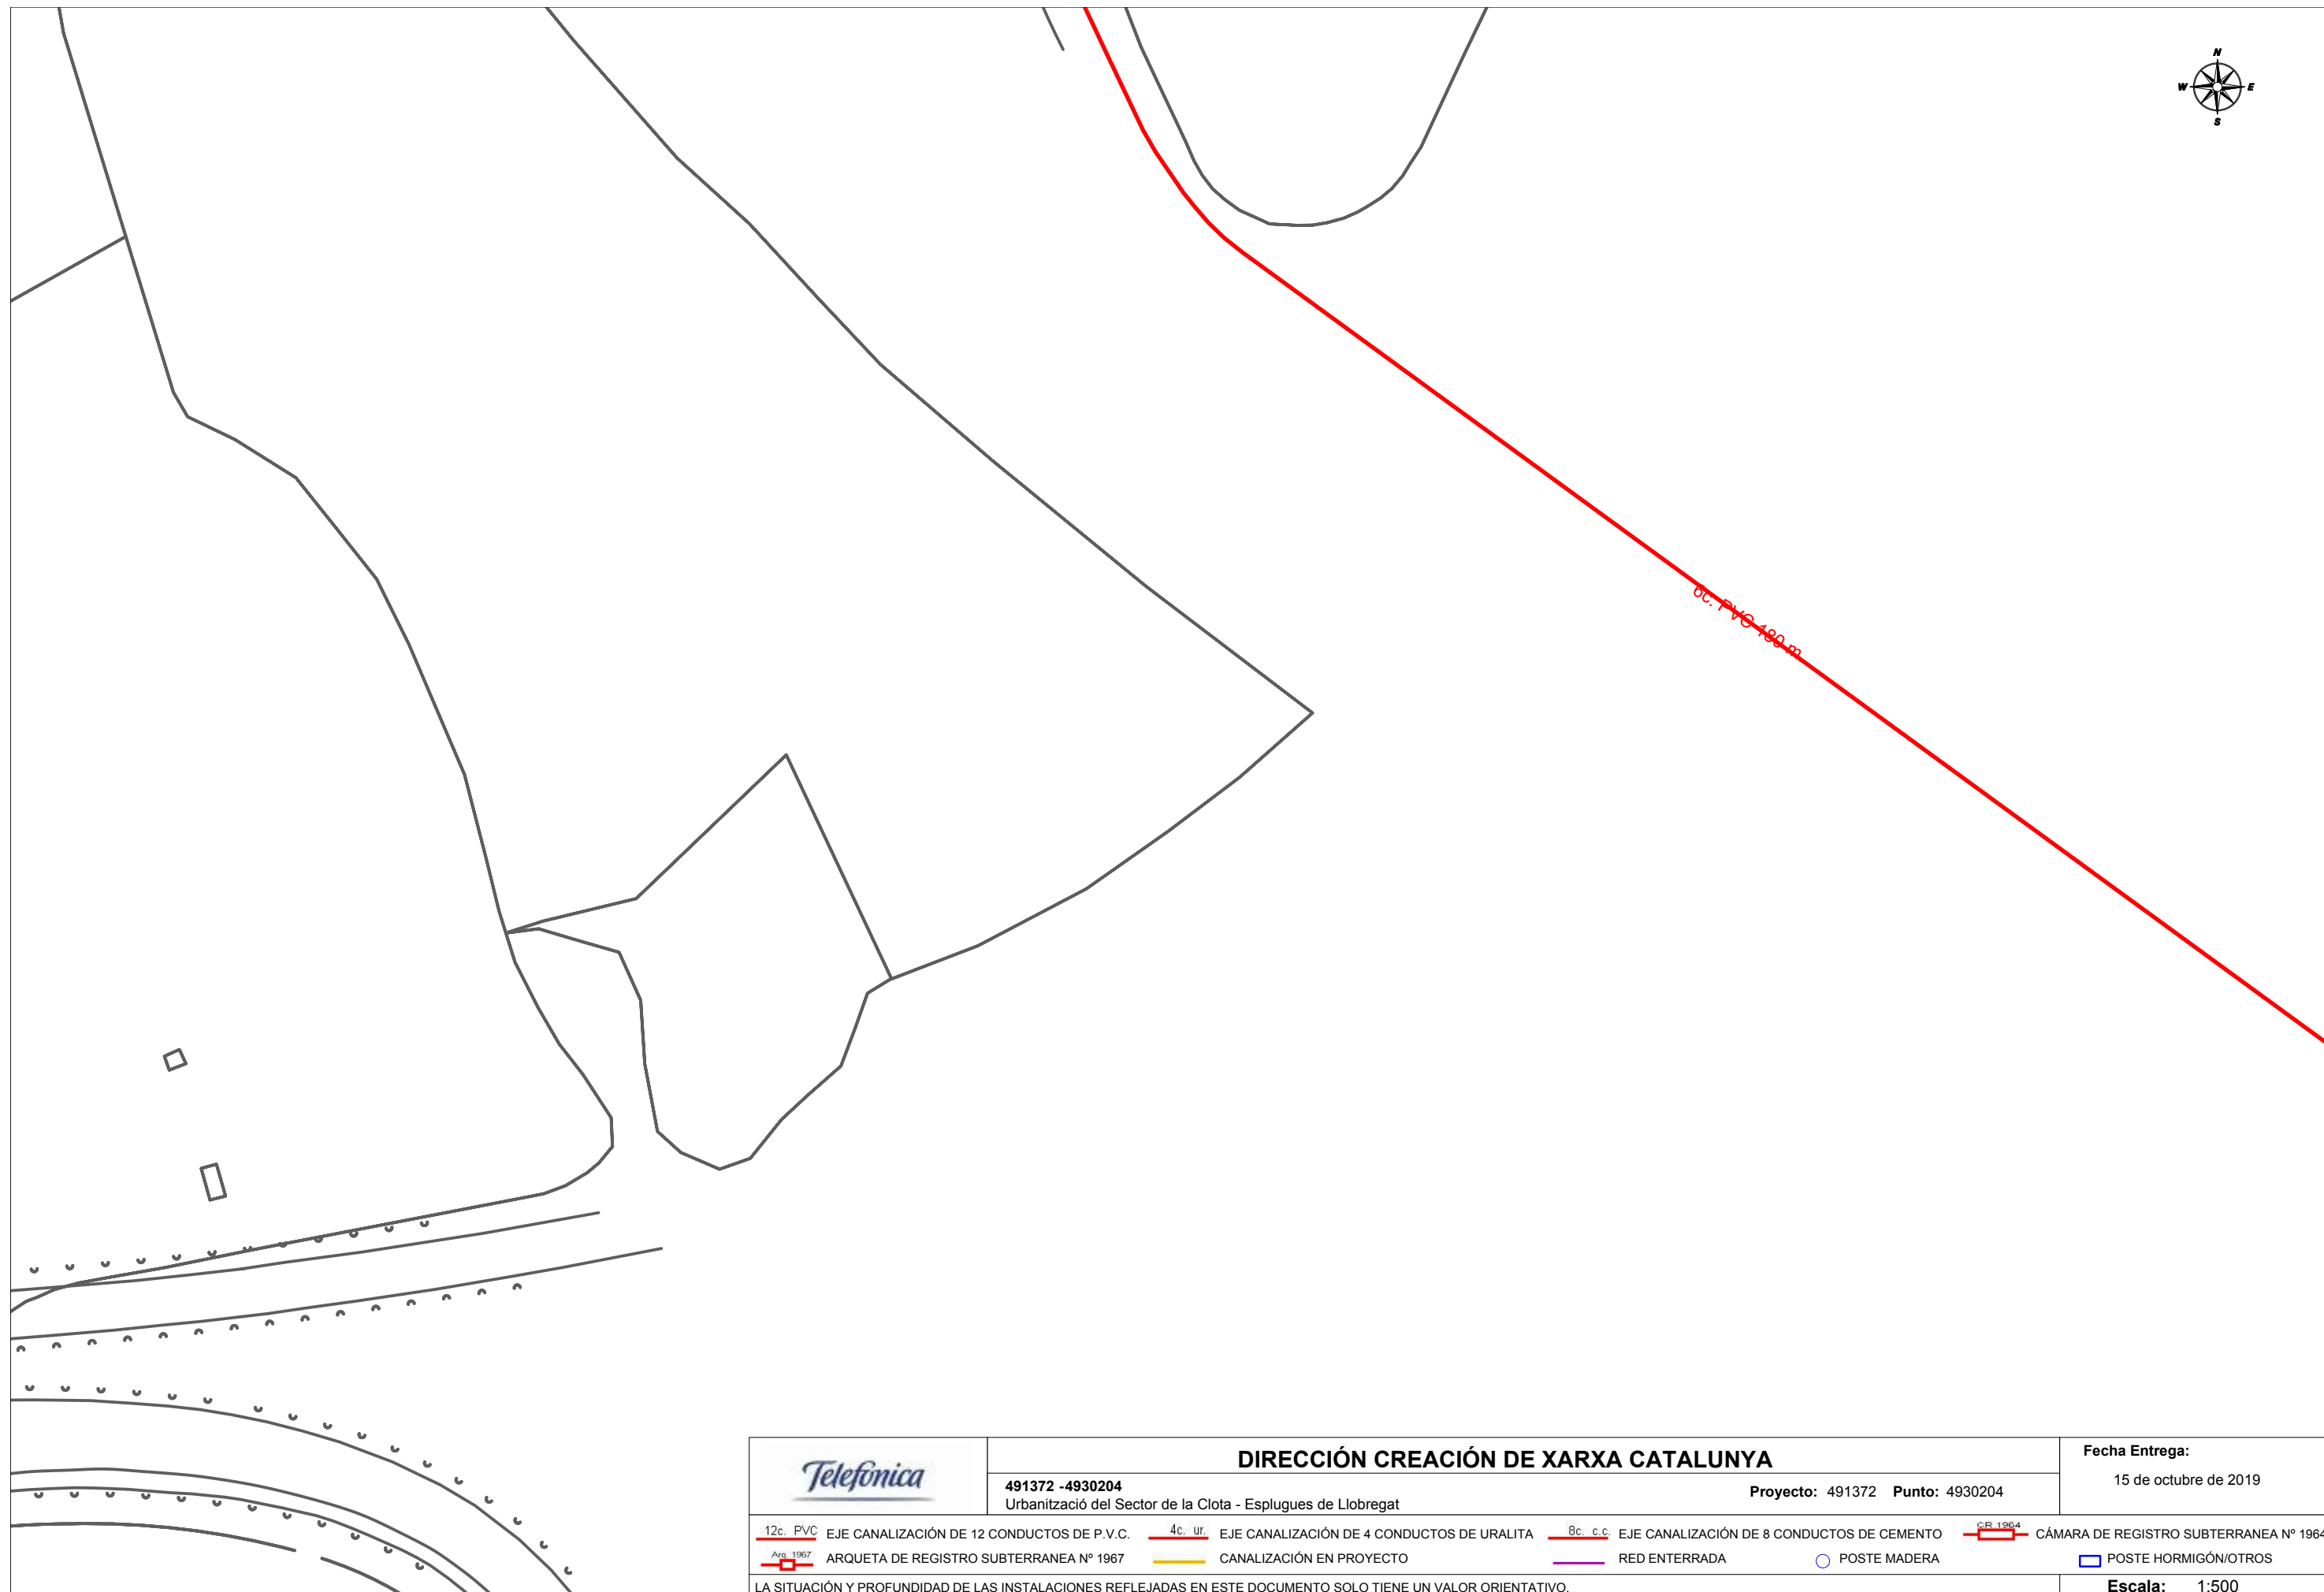 N
W E
S
6c. PVC 180 m.
Telefónica
DIRECCIÓN CREACIÓN DE XARXA CATALUNYA
Fecha Entrega:
15 de octubre de 2019
491372 -4930204
Urbanització del Sector de la Clota - Esplugues de Llobregat
Proyecto: 491372 Punto: 4930204
12c. PVC EJE CANALIZACIÓN DE 12 CONDUCTOS DE P.V.C. 4c. ur. EJE CANALIZACIÓN DE 4 CONDUCTOS DE URALITA 8c. c.c. EJE CANALIZACIÓN DE 8 CONDUCTOS DE CEMENTO C.R. 1964 CÁMARA DE REGISTRO SUBTERRANEA Nº 1964
Arq. 1967 ARQUETA DE REGISTRO SUBTERRANEA Nº 1967 CANALIZACIÓN EN PROYECTO RED ENTERRADA POSTE MADERA POSTE HORMIGÓN/OTROS
LA SITUACIÓN Y PROFUNDIDAD DE LAS INSTALACIONES REFLEJADAS EN ESTE DOCUMENTO SOLO TIENE UN VALOR ORIENTATIVO.
Escala: 1:500